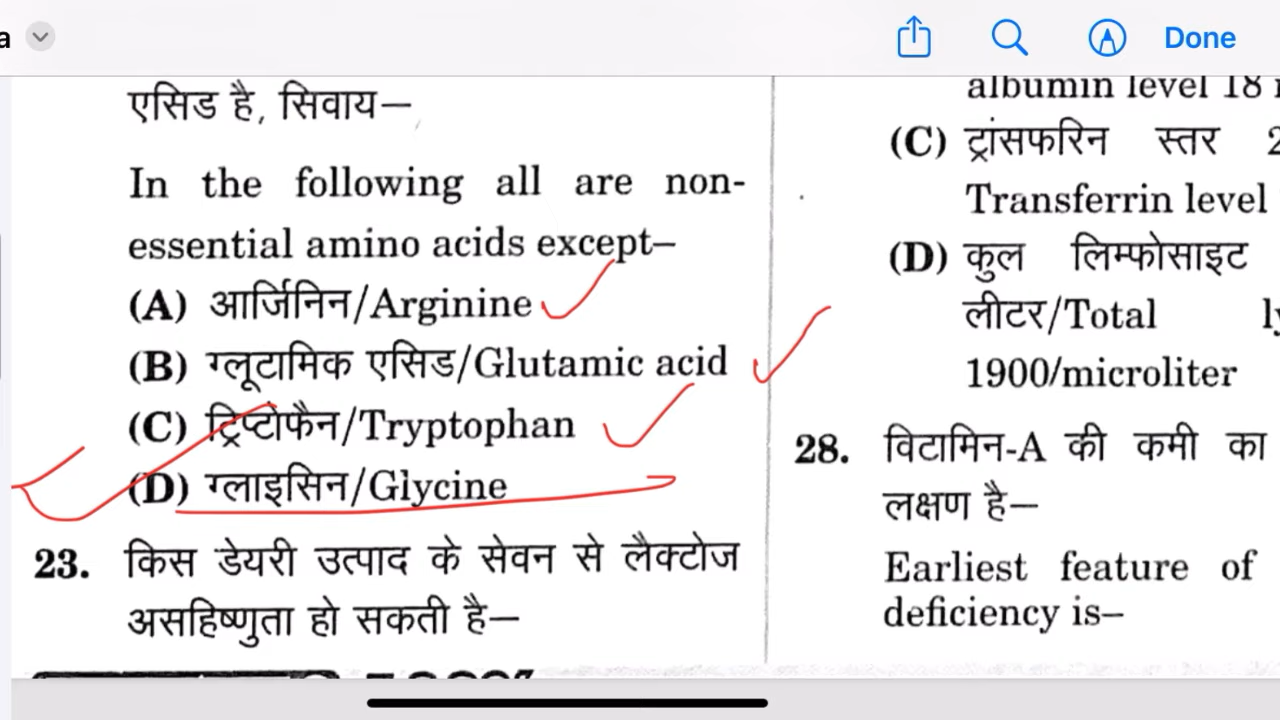 a
Done
एसिड है, सिवाय–
In the following all are non-
essential amino acids except–
(A) आर्जिनिन/Arginine
(B) ग्लूटामिक एसिड/Glutamic acid
(C) ट्रिप्टोफैन/Tryptophan
(D) ग्लाइसिन/Glycine
23. किस डेयरी उत्पाद के सेवन से लैक्टोज
असहिष्णुता हो सकती है–
albumin level 18
(C) ट्रांसफरिन स्तर 2
Transferrin level
(D) कुल लिम्फोसाइट
लीटर/Total ly
1900/microliter
28. विटामिन-A की कमी का
लक्षण है–
Earliest feature of
deficiency is–